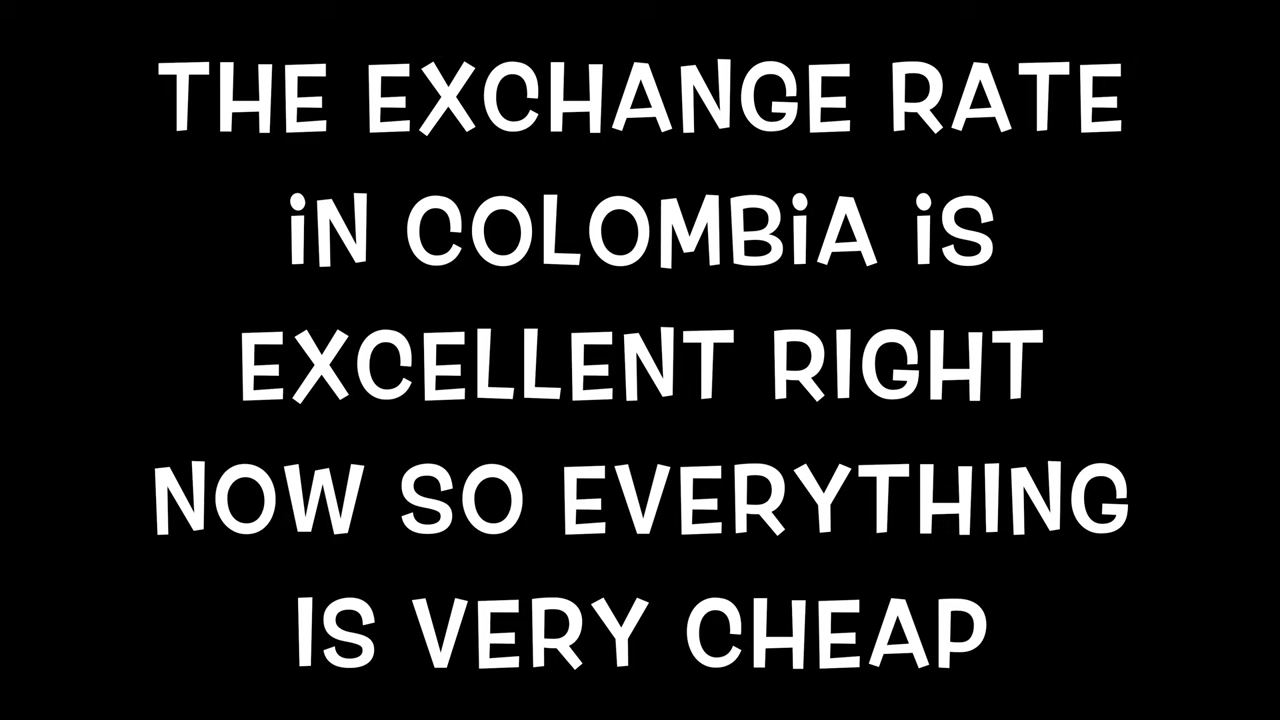 THE EXCHANGE RATE
iN COLOMBiA iS
EXCELLENT RIGHT
NOW SO EVERYTHING
IS VERY CHEAP